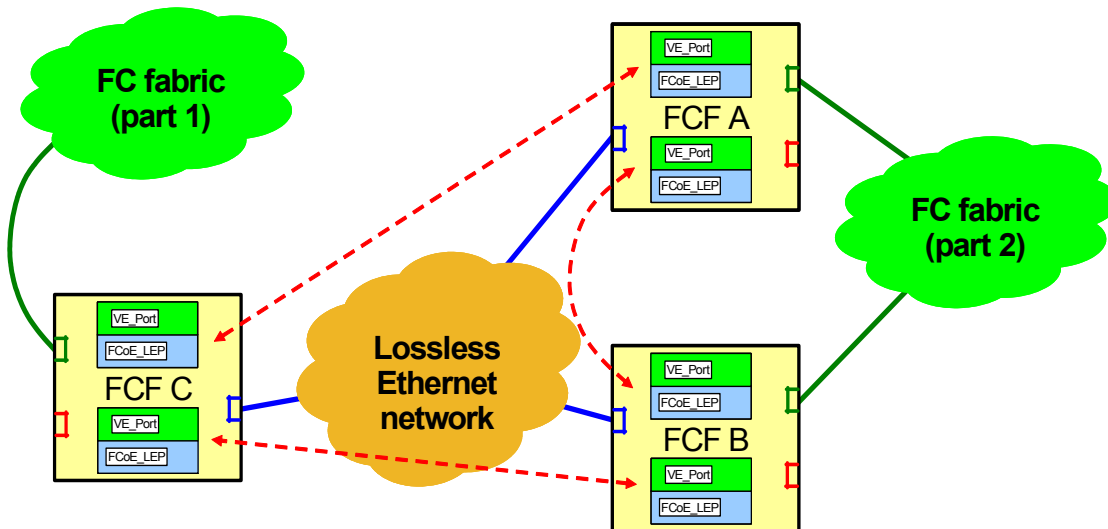 FC fabric
(part 1)
VE_Port
FCoE_LEP
FCF A
VE_Port
FCoE_LEP
FC fabric
(part 2)
VE_Port
FCoE_LEP
FCF C
VE_Port
FCoE_LEP
Lossless
Ethernet
network
VE_Port
FCoE_LEP
FCF B
VE_Port
FCoE_LEP